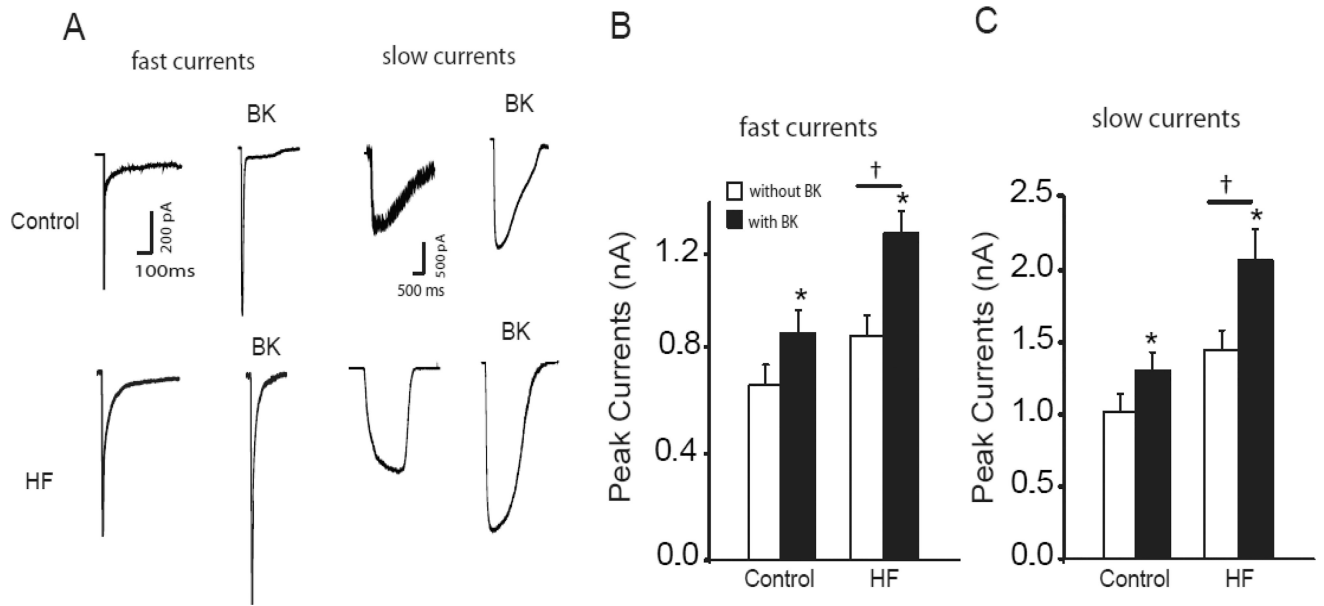 A
fast currents
slow currents
BK
BK
Control
200 pA
100ms
500 pA
500 ms
BK
BK
HF
B
fast currents
without BK
with BK
†
*
*
Peak Currents (nA)
1.2
0.8
0.4
0.0
Control
HF
C
slow currents
†
*
*
Peak Currents (nA)
2.5
2.0
1.5
1.0
0.5
0.0
Control
HF